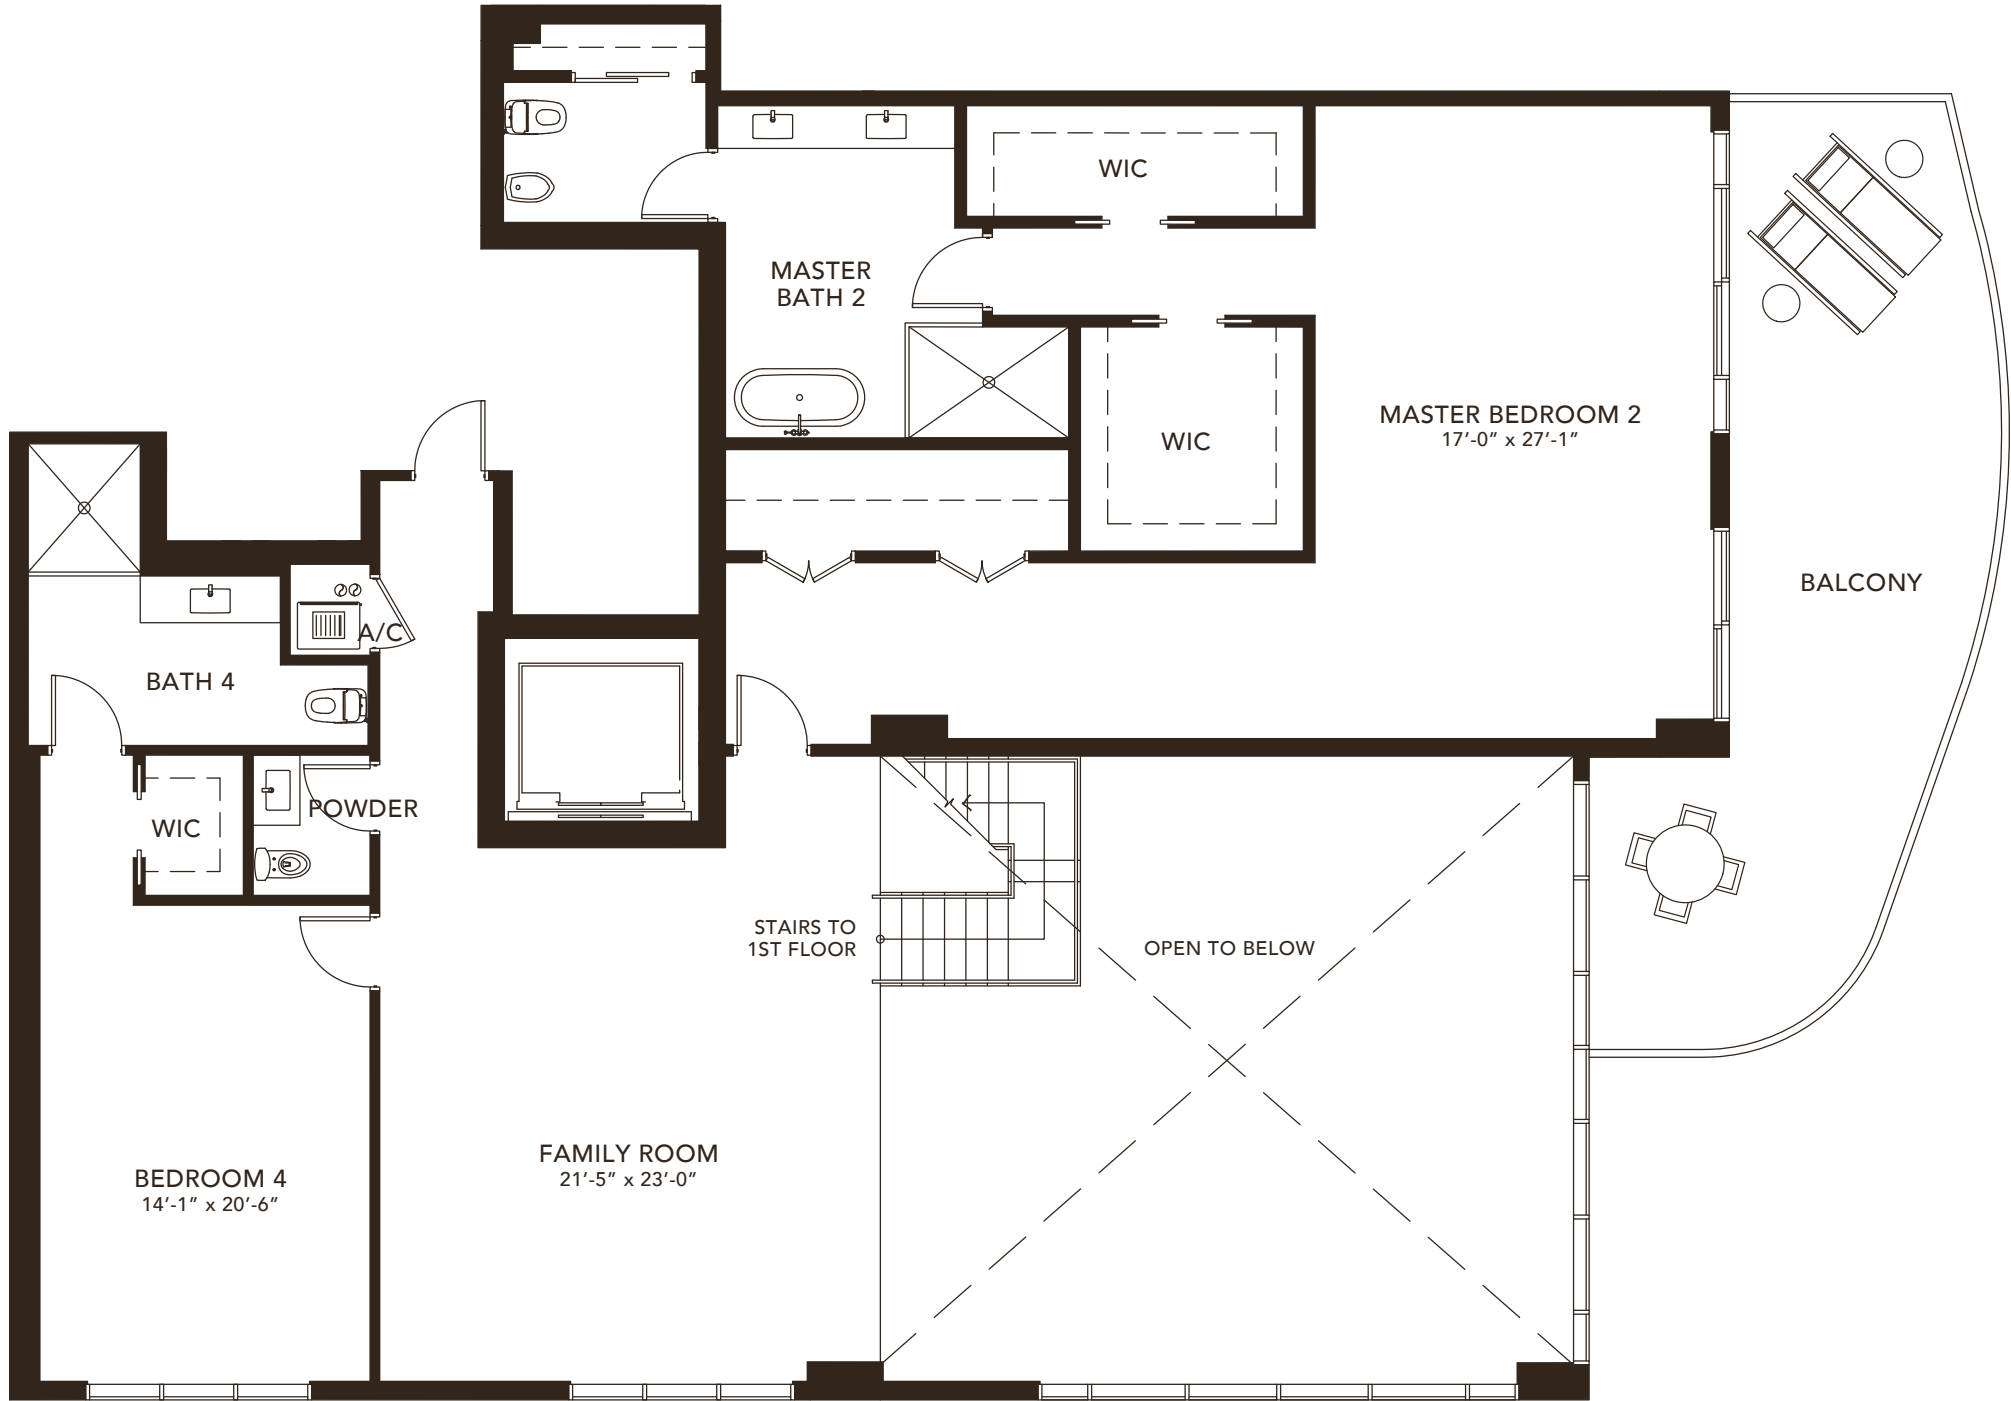 WIC
MASTER
BATH 2
MASTER BEDROOM 2
17'-0" x 27'-1"
WIC
BALCONY
A/C
BATH 4
POWDER
WIC
STAIRS TO
1ST FLOOR
OPEN TO BELOW
FAMILY ROOM
21'-5" x 23'-0"
BEDROOM 4
14'-1" x 20'-6"